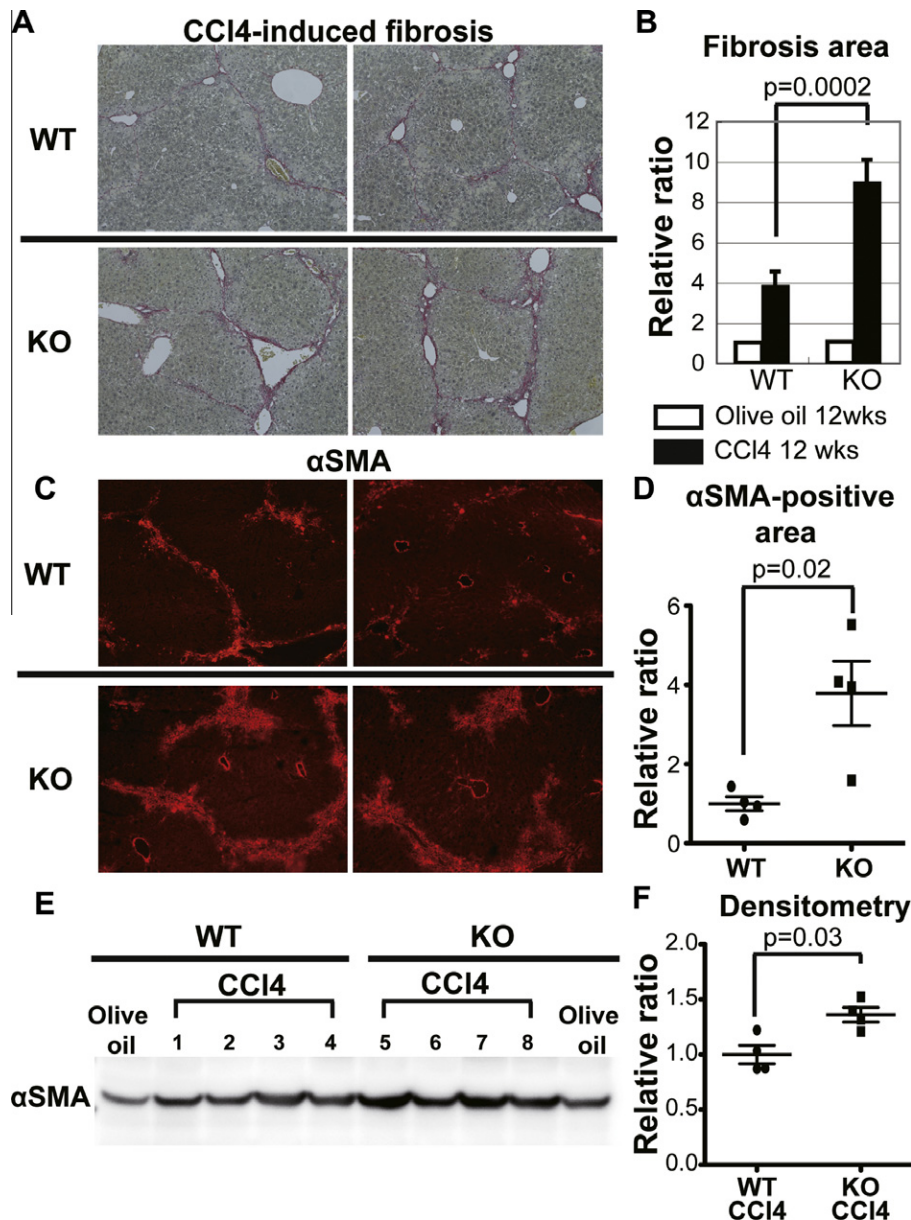 A
CCl4-induced fibrosis
WT
KO
B
Fibrosis area
p=0.0002
Relative ratio
12
10
8
6
4
2
0
WT KO
Olive oil 12wks
CCl4 12 wks
αSMA
C
WT
KO
D
αSMA-positive
area
p=0.02
Relative ratio
6
4
2
0
WT KO
E
WT KO
CCl4 CCl4
Olive
oil
1 2 3 4 5 6 7 8
Olive
oil
αSMA
F
Densitometry
p=0.03
Relative ratio
2.0
1.5
1.0
0.5
0.0
WT
CCl4
KO
CCl4